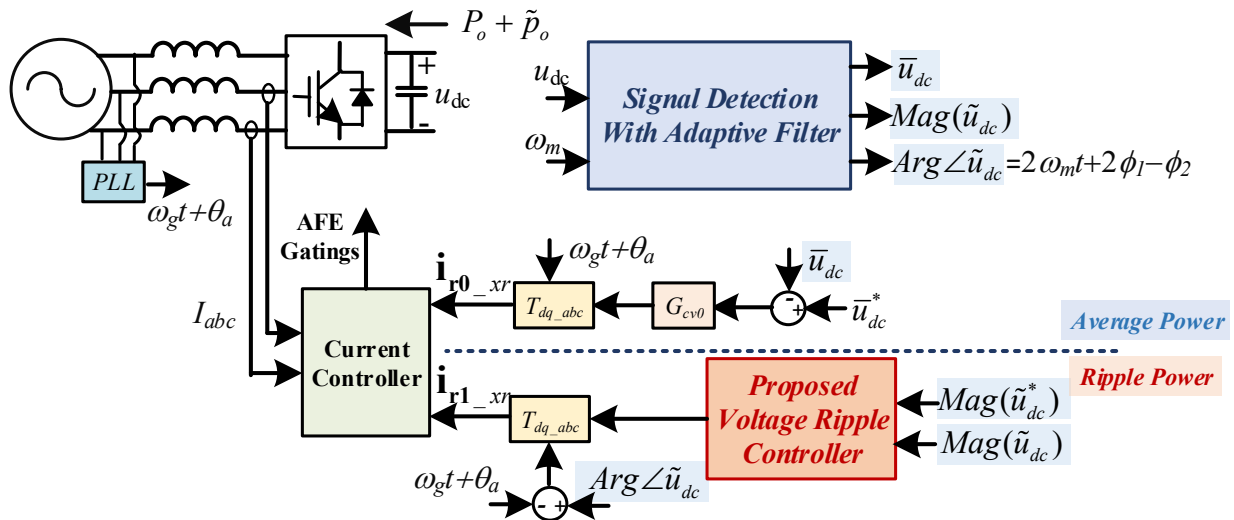 P_o + p̃_o
+
u_dc
-
PLL
ω_g t+θ_a
u_dc
ω_m
Signal Detection
With Adaptive Filter
ū_dc
Mag(ũ_dc)
Arg∠ũ_dc=2ω_m t+2ϕ_1−ϕ_2
AFE
Gatings
I_abc
Current
Controller
i_r0_xr
T_dq_abc
ω_g t+θ_a
G_cv0
ū_dc
- +
ū*_dc
Average Power
Ripple Power
i_r1_xr
T_dq_abc
ω_g t+θ_a
- +
Arg∠ũ_dc
Proposed
Voltage Ripple
Controller
Mag(ũ*_dc)
Mag(ũ_dc)